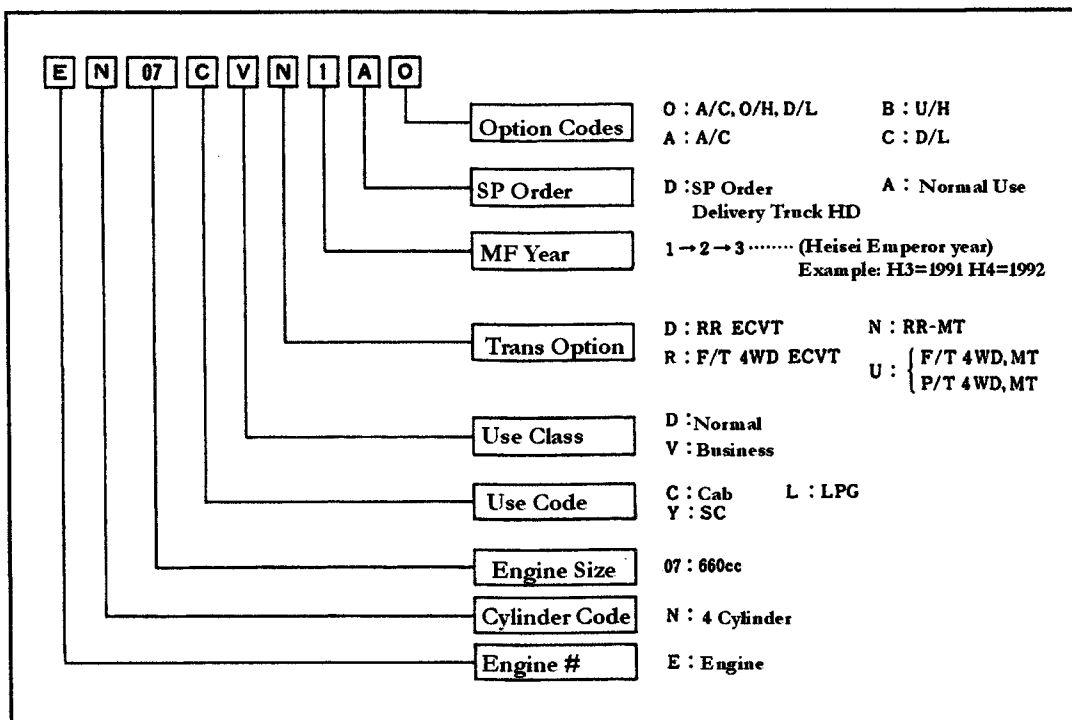 E N 07 C V N 1 A O
Option Codes O : A/C, O/H, D/L B : U/H
A : A/C C : D/L
SP Order D : SP Order A : Normal Use
Delivery Truck HD
MF Year 1→2→3 ········ (Heisei Emperor year)
Example: H3=1991 H4=1992
Trans Option D : RR ECVT N : RR-MT
R : F/T 4WD ECVT U : { F/T 4WD, MT
P/T 4WD, MT
Use Class D : Normal
V : Business
Use Code C : Cab L : LPG
Y : SC
Engine Size 07 : 660cc
Cylinder Code N : 4 Cylinder
Engine # E : Engine